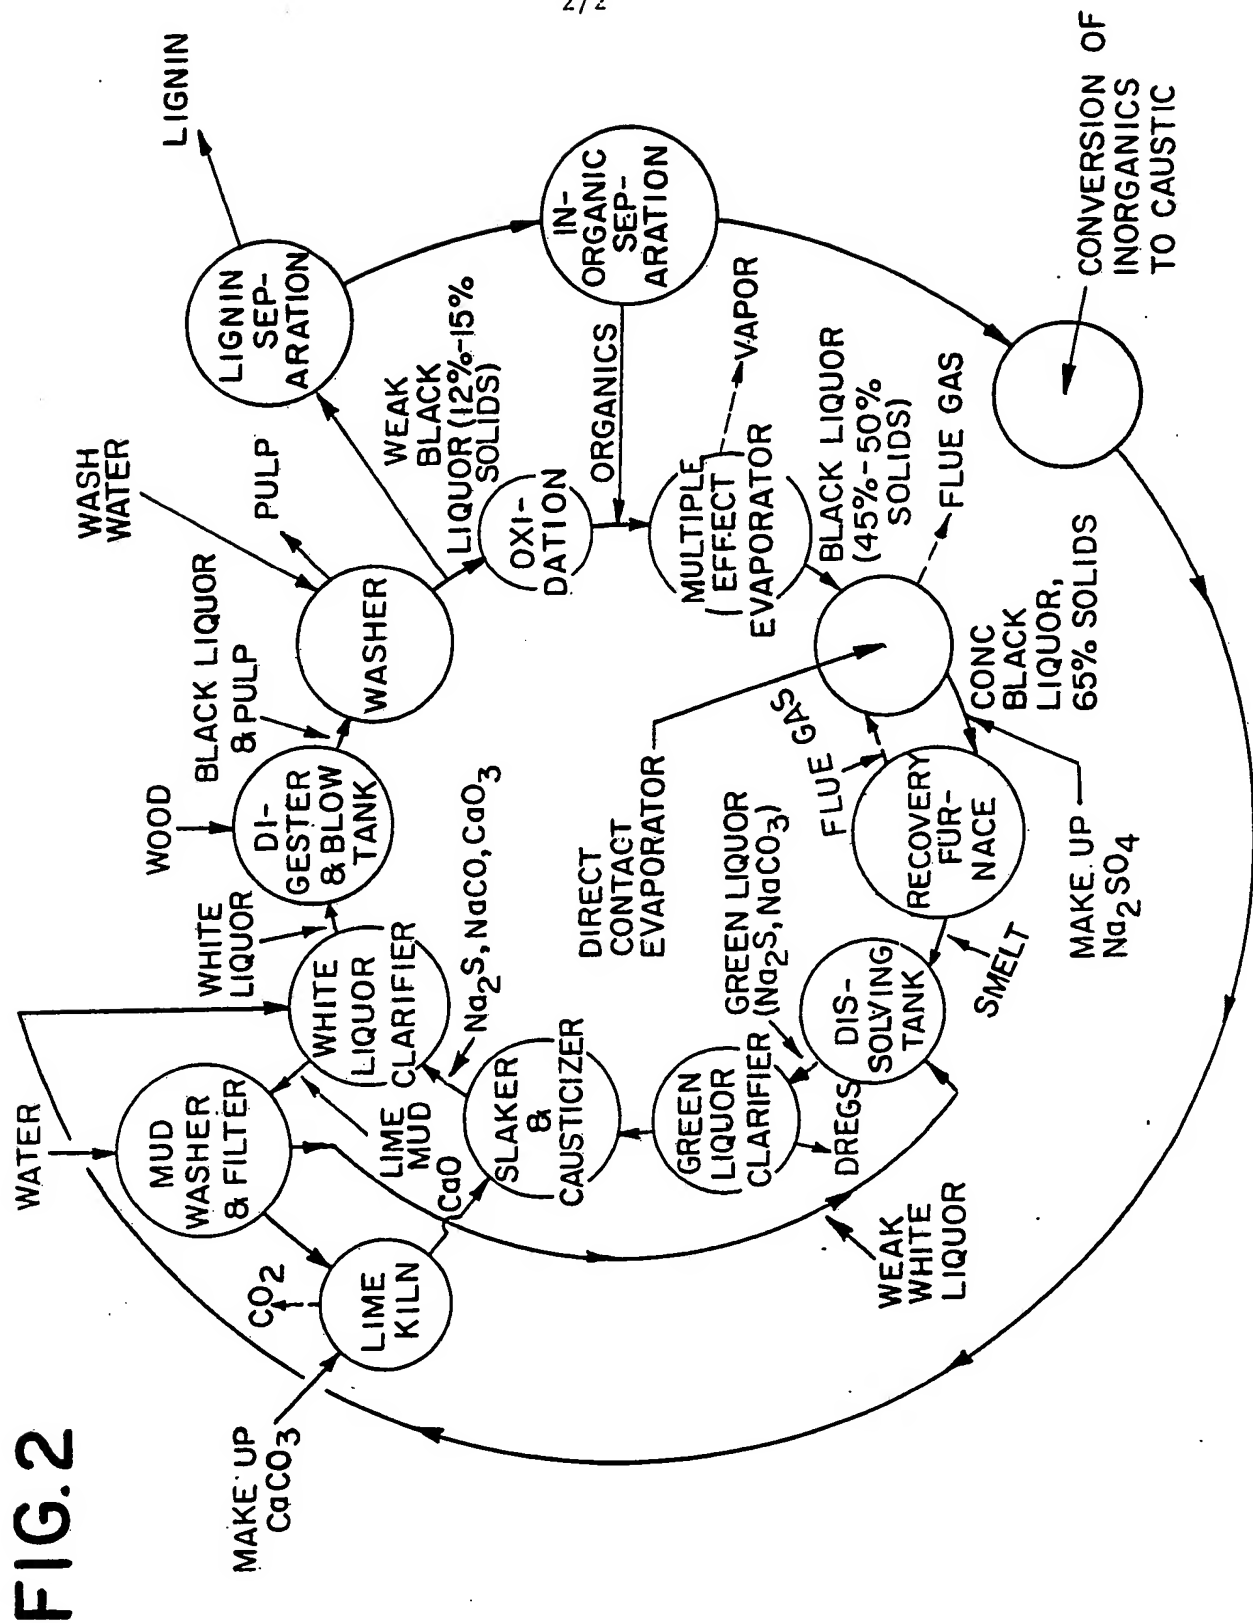 2/2
FIG. 2
MAKE UP
CaCO3
WATER
MUD
WASHER
& FILTER
CO2
LIME
KILN
CaO
LIME
MUD
WHITE
LIQUOR
WHITE
LIQUOR
CLARIFIER
Na2S, NaCO, CaO3
SLAKER
&
CAUSTICIZER
GREEN
LIQUOR
CLARIFIER
DREGS
GREEN LIQUOR
(Na2S, NaCO3)
WEAK
WHITE
LIQUOR
DIS-
SOLVING
TANK
SMELT
WOOD
DI-
GESTER
& BLOW
TANK
BLACK LIQUOR
& PULP
WASH
WATER
PULP
WASHER
LIGNIN
SEP-
ARATION
LIGNIN
WEAK
BLACK
LIQUOR (12%-15%
SOLIDS)
OXI-
DATION
ORGANICS
IN-
ORGANIC
SEP-
ARATION
MULTIPLE
EFFECT
EVAPORATOR
VAPOR
BLACK LIQUOR
(45%-50%
SOLIDS)
DIRECT
CONTACT
EVAPORATOR
FLUE GAS
FLUE GAS
RECOVERY
FUR-
NACE
CONC
BLACK
LIQUOR,
65% SOLIDS
MAKE UP
Na2SO4
CONVERSION OF
INORGANICS
TO CAUSTIC